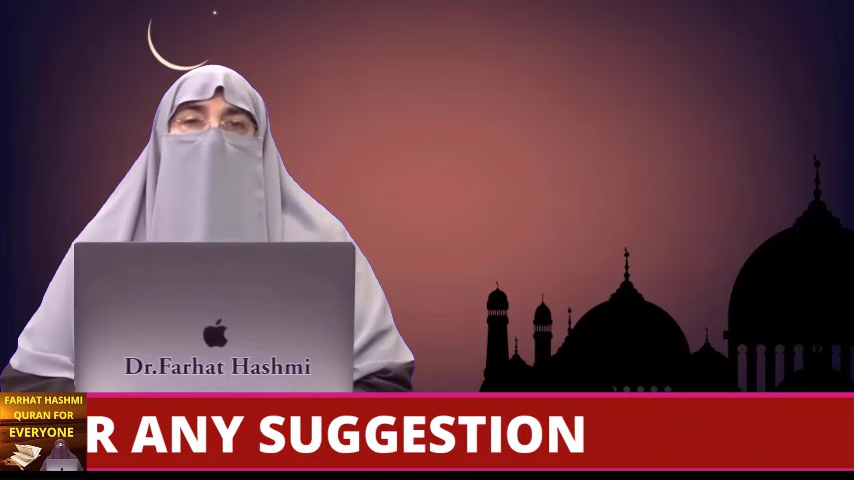 Dr.Farhat Hashmi
FARHAT HASHMI
QURAN FOR
EVERYONE
R ANY SUGGESTION